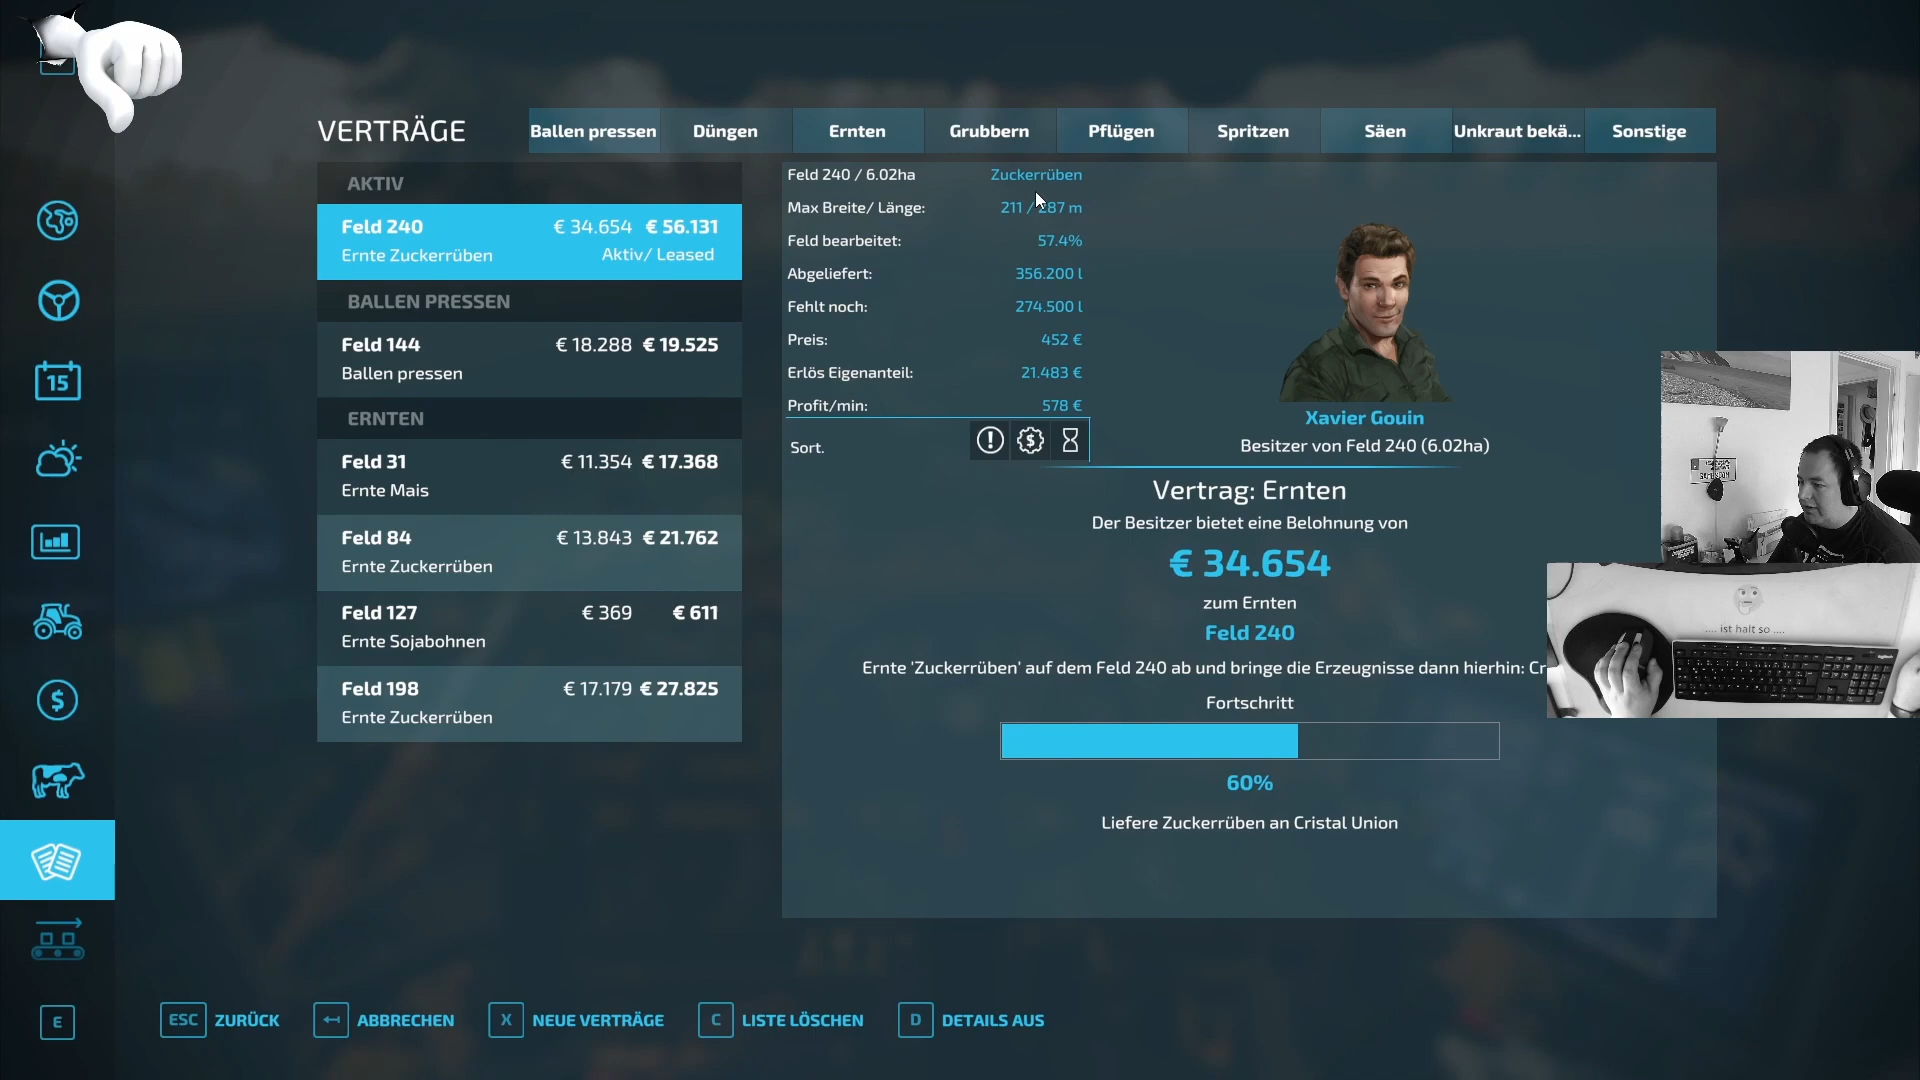 VERTRÄGE
Ballen pressen Düngen Ernten Grubbern Pflügen Spritzen Säen Unkraut bekä... Sonstige
AKTIV
Feld 240 € 34.654 € 56.131
Ernte Zuckerrüben Aktiv/ Leased
BALLEN PRESSEN
Feld 144 € 18.288 € 19.525
Ballen pressen
ERNTEN
Feld 31 € 11.354 € 17.368
Ernte Mais
Feld 84 € 13.843 € 21.762
Ernte Zuckerrüben
Feld 127 € 369 € 611
Ernte Sojabohnen
Feld 198 € 17.179 € 27.825
Ernte Zuckerrüben
Feld 240 / 6.02ha Zuckerrüben
Max Breite/ Länge: 211 / 287 m
Feld bearbeitet: 57.4%
Abgeliefert: 356.200 l
Fehlt noch: 274.500 l
Preis: 452 €
Erlös Eigenanteil: 21.483 €
Profit/min: 578 €
Sort.
Xavier Gouin
Besitzer von Feld 240 (6.02ha)
Vertrag: Ernten
Der Besitzer bietet eine Belohnung von
€ 34.654
zum Ernten
Feld 240
Ernte 'Zuckerrüben' auf dem Feld 240 ab und bringe die Erzeugnisse dann hierhin: Cr
Fortschritt
60%
Liefere Zuckerrüben an Cristal Union
.... ist halt so ....
15
$
E
ESC ZURÜCK ABBRECHEN X NEUE VERTRÄGE C LISTE LÖSCHEN D DETAILS AUS